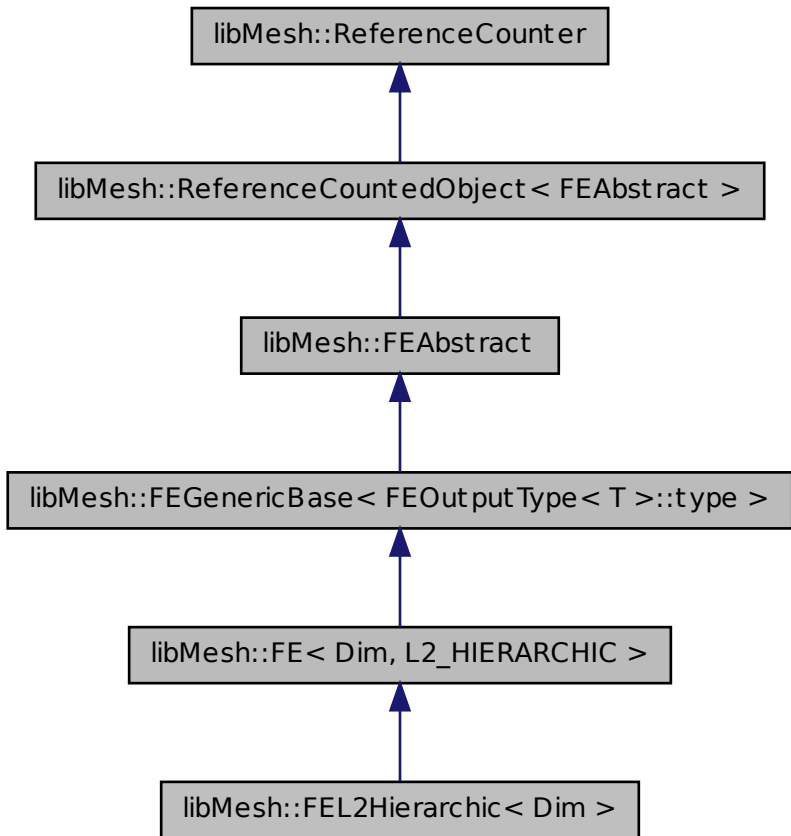 libMesh::ReferenceCounter
libMesh::ReferenceCountedObject< FEAbstract >
libMesh::FEAbstract
libMesh::FEGenericBase< FEOutputType< T >::type >
libMesh::FE< Dim, L2_HIERARCHIC >
libMesh::FEL2Hierarchic< Dim >